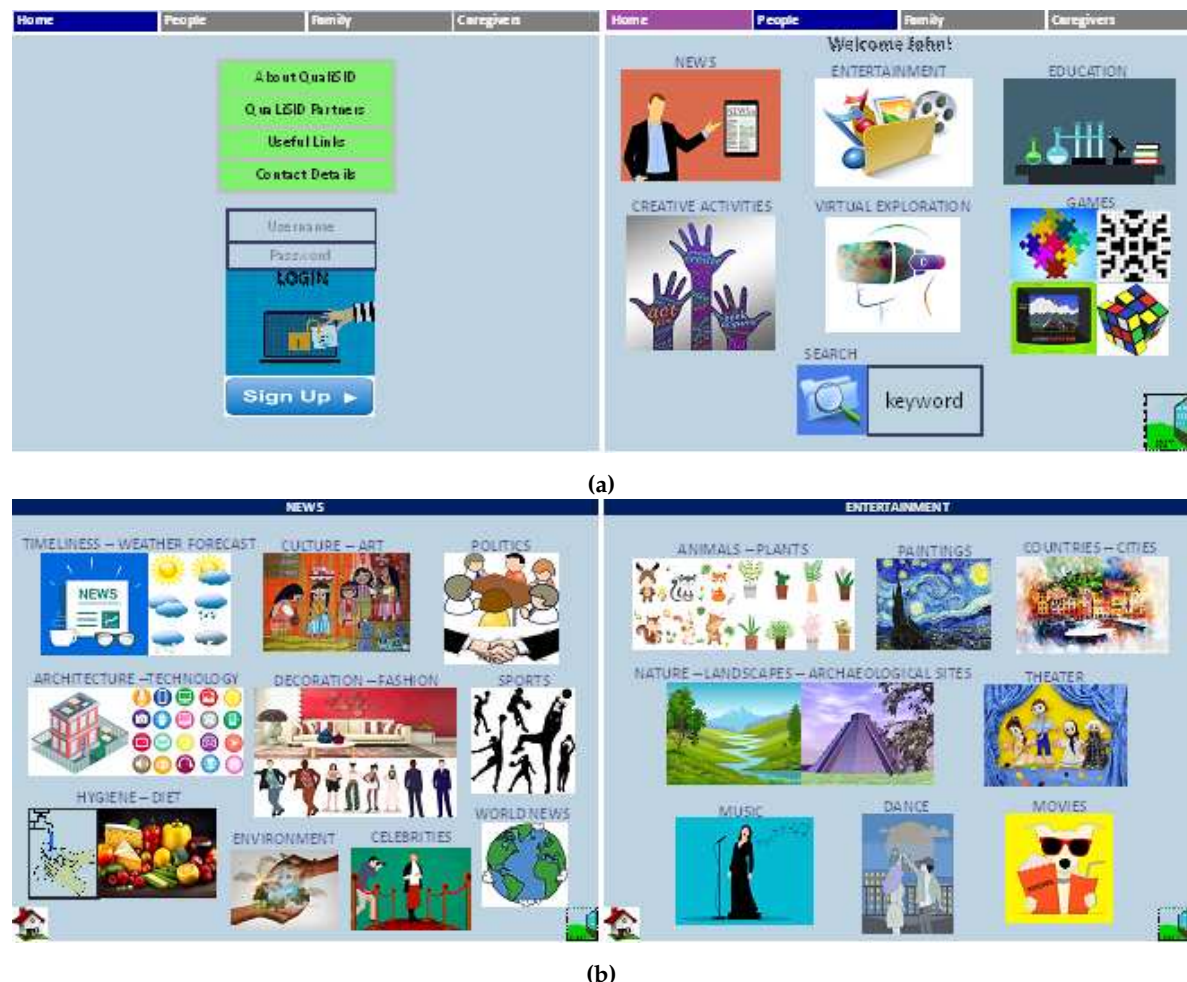 Home People Family Caregivers
About QualiSID
QualiSID Partners
Useful Links
Contact Details
Username
Password
LOGIN
Sign Up
Home People Family Caregivers
Welcome John!
NEWS
ENTERTAINMENT
EDUCATION
NEWS
CREATIVE ACTIVITIES
VIRTUAL EXPLORATION
GAMES
SEARCH
keyword
(a)
NEWS
TIMELINESS – WEATHER FORECAST
CULTURE – ART
POLITICS
NEWS
ARCHITECTURE –TECHNOLOGY
DECORATION –FASHION
SPORTS
HYGIENE – DIET
ENVIRONMENT
CELEBRITIES
WORLD NEWS
ENTERTAINMENT
ANIMALS –PLANTS
PAINTINGS
COUNTRIES – CITIES
NATURE –LANDSCAPES – ARCHAEOLOGICAL SITES
THEATER
MUSIC
DANCE
MOVIES
(b)